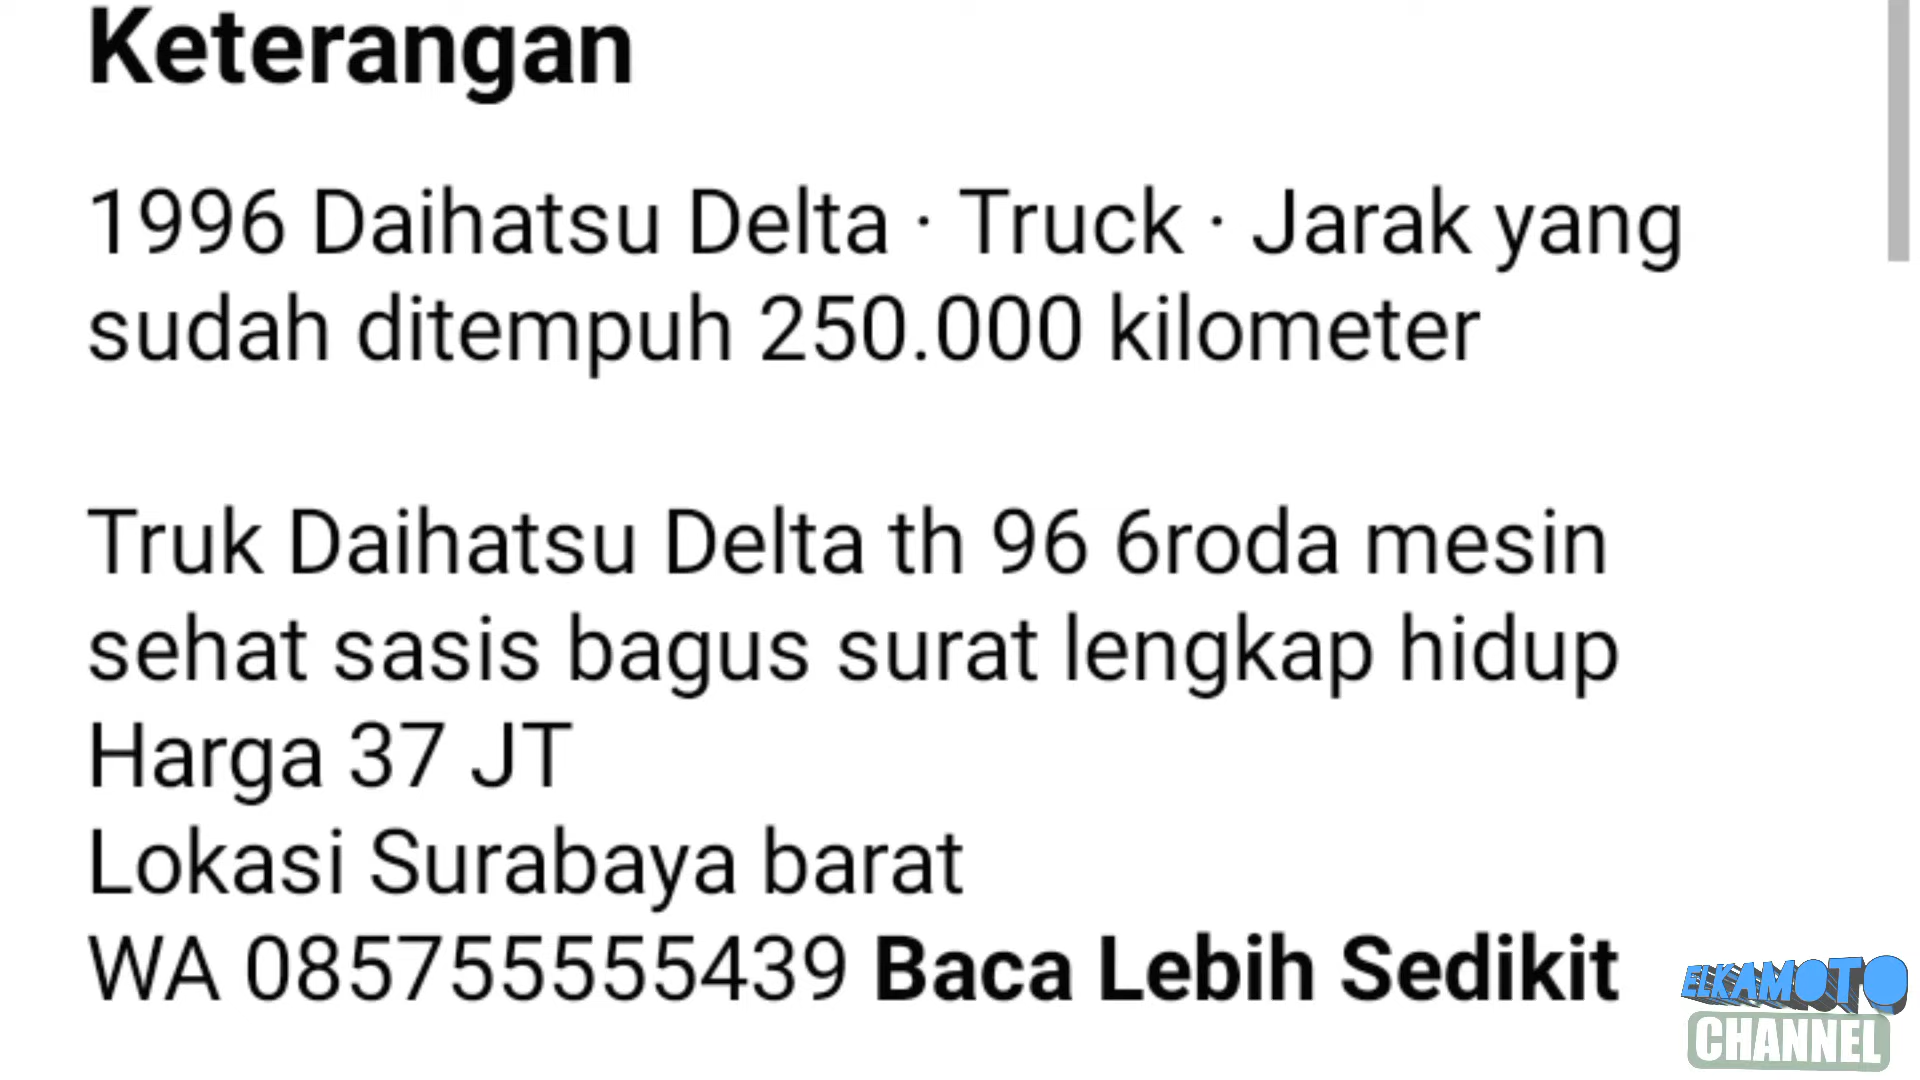 Keterangan
1996 Daihatsu Delta · Truck · Jarak yang
sudah ditempuh 250.000 kilometer
Truk Daihatsu Delta th 96 6roda mesin
sehat sasis bagus surat lengkap hidup
Harga 37 JT
Lokasi Surabaya barat
WA 085755555439 Baca Lebih Sedikit
ELKAMOTO
CHANNEL